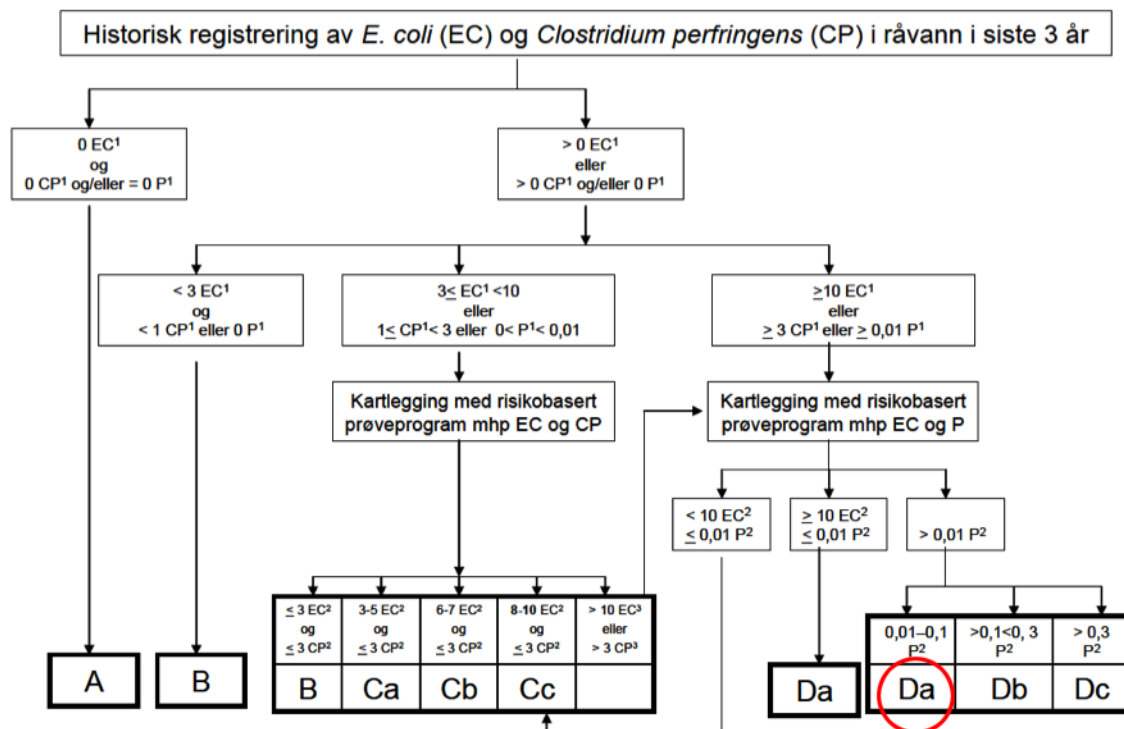 Historisk registrering av E. coli (EC) og Clostridium perfringens (CP) i råvann i siste 3 år
0 EC¹
og
0 CP¹ og/eller = 0 P¹
> 0 EC¹
eller
> 0 CP¹ og/eller 0 P¹
< 3 EC¹
og
< 1 CP¹ eller 0 P¹
3≤ EC¹ <10
eller
1≤ CP¹< 3 eller 0< P¹< 0,01
≥10 EC¹
eller
≥ 3 CP¹ eller ≥ 0,01 P¹
Kartlegging med risikobasert
prøveprogram mhp EC og CP
Kartlegging med risikobasert
prøveprogram mhp EC og P
< 10 EC²
≤ 0,01 P²
≥ 10 EC²
≤ 0,01 P²
> 0,01 P²
≤ 3 EC²
og
≤ 3 CP²
3-5 EC²
og
≤ 3 CP²
6-7 EC²
og
≤ 3 CP²
8-10 EC²
og
≤ 3 CP²
> 10 EC³
eller
> 3 CP³
0,01–0,1
P²
>0,1<0, 3
P²
> 0,3
P²
A
B
B
Ca
Cb
Cc
Da
Da
Db
Dc